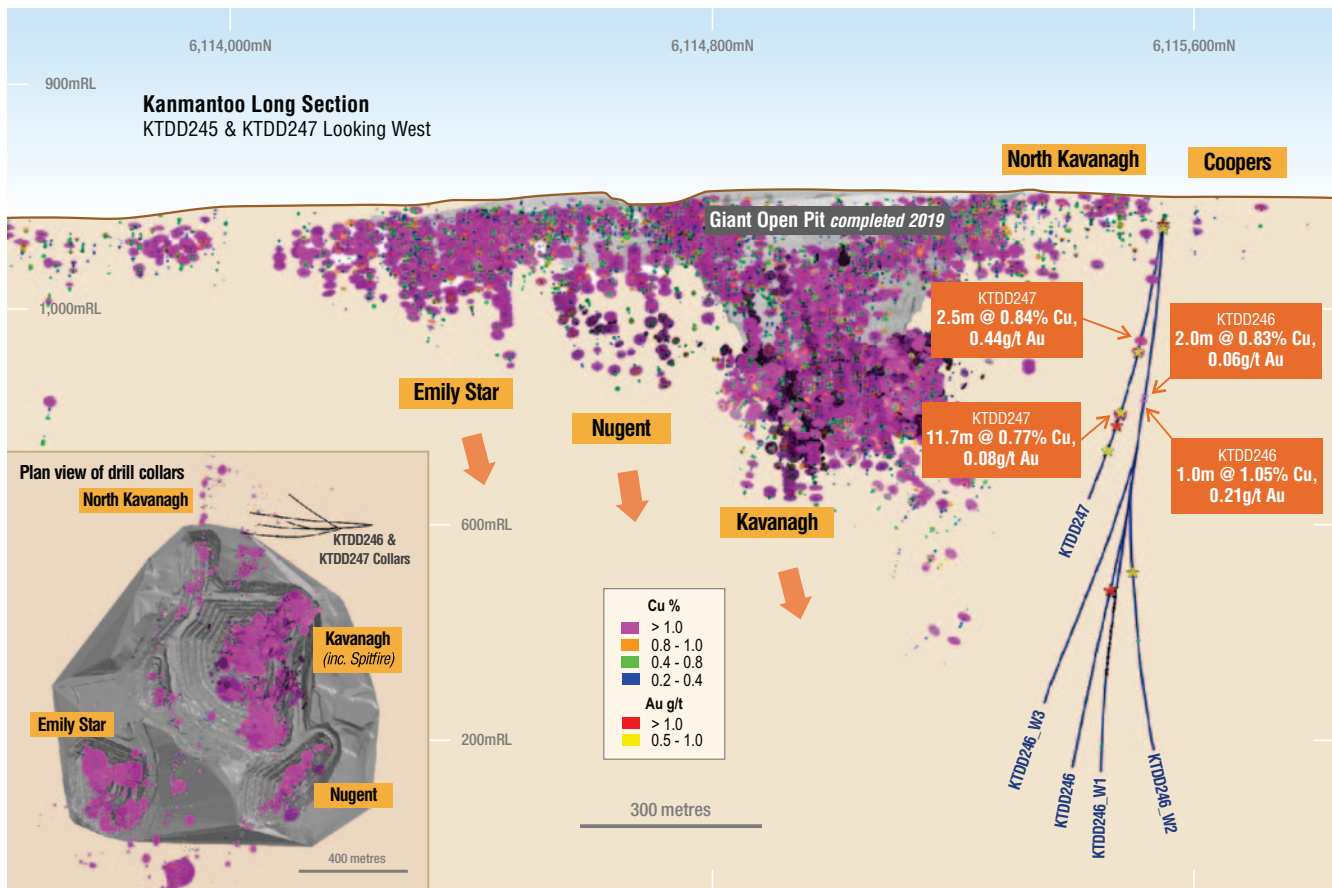 6,114,000mN
6,114,800mN
6,115,600mN
900mRL
Kanmantoo Long Section
KTDD245 & KTDD247 Looking West
North Kavanagh
Coopers
Giant Open Pit completed 2019
1,000mRL
KTDD247
2.5m @ 0.84% Cu,
0.44g/t Au
KTDD246
2.0m @ 0.83% Cu,
0.06g/t Au
Emily Star
Nugent
KTDD247
11.7m @ 0.77% Cu,
0.08g/t Au
KTDD246
1.0m @ 1.05% Cu,
0.21g/t Au
Kavanagh
600mRL
KTDD247
Plan view of drill collars
North Kavanagh
KTDD246 &
KTDD247 Collars
Kavanagh
(inc. Spitfire)
Emily Star
Nugent
400 metres
Cu %
> 1.0
0.8 - 1.0
0.4 - 0.8
0.2 - 0.4
Au g/t
> 1.0
0.5 - 1.0
200mRL
300 metres
KTDD246_W3
KTDD246
KTDD246_W1
KTDD246_W2